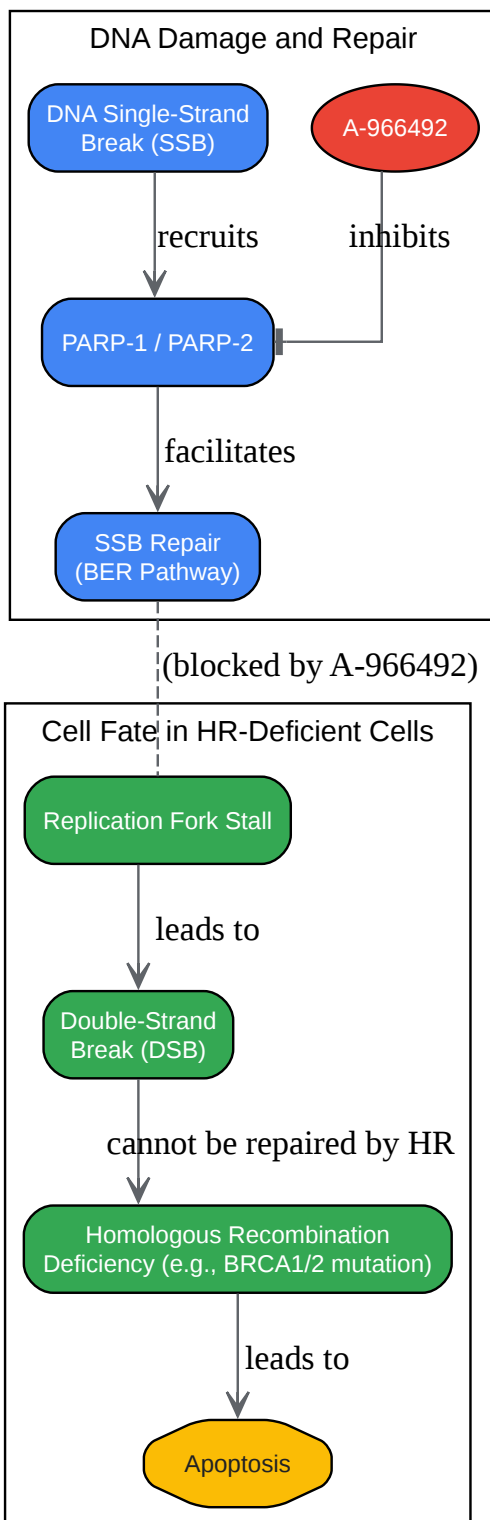 DNA Damage and Repair
DNA Single-Strand
Break (SSB)
A-966492
recruits
inhibits
PARP-1 / PARP-2
facilitates
SSB Repair
(BER Pathway)
(blocked by A-966492)
Cell Fate in HR-Deficient Cells
Replication Fork Stall
leads to
Double-Strand
Break (DSB)
cannot be repaired by HR
Homologous Recombination
Deficiency (e.g., BRCA1/2 mutation)
leads to
Apoptosis